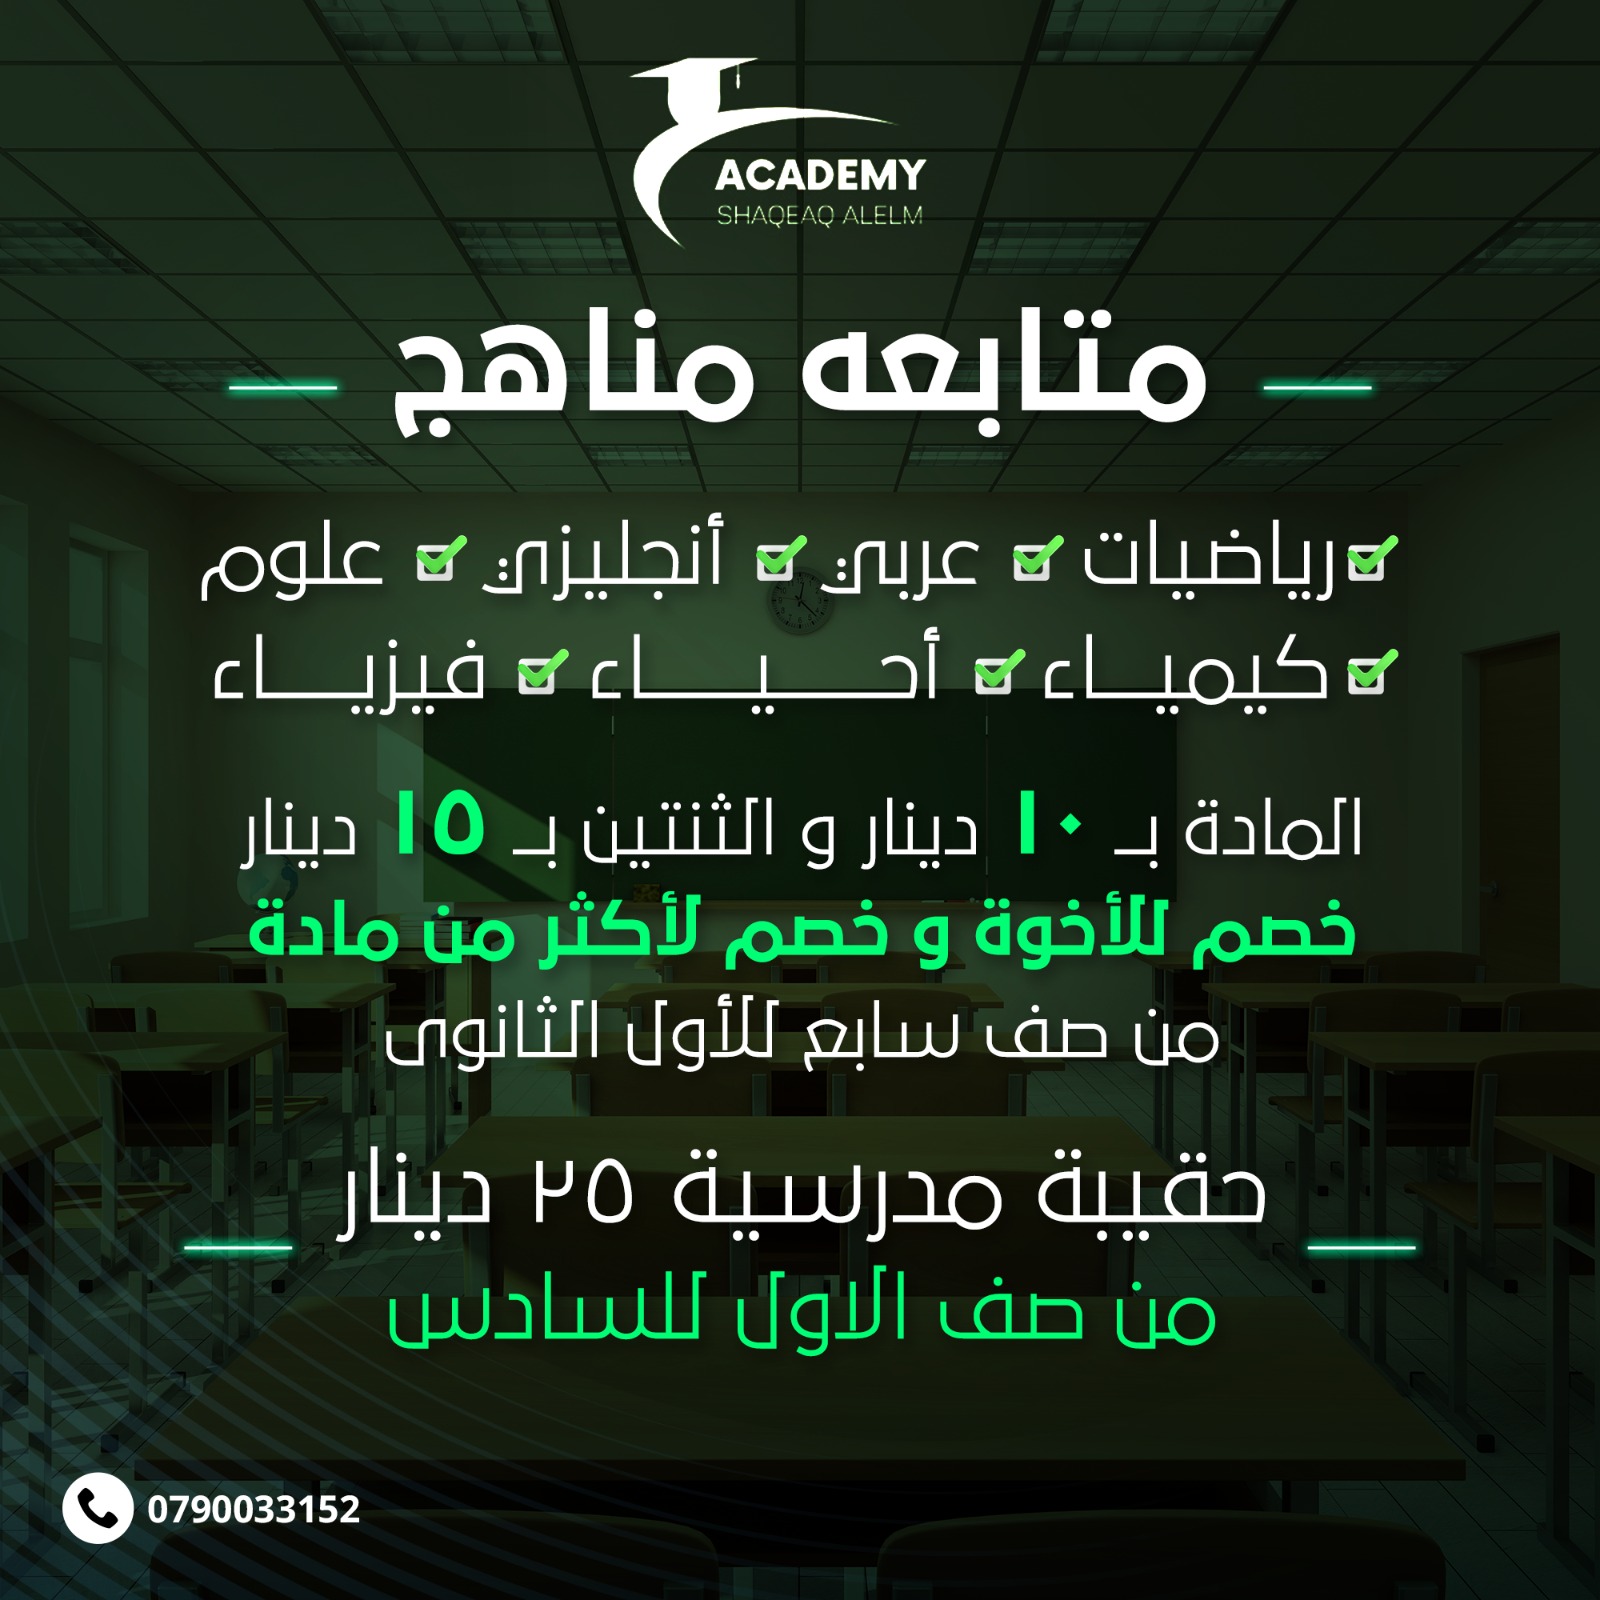 ACADEMY
SHAQEAQ ALELM
متابعه مناهج
رياضيات عربي أنجليزي علوم
كيميـاء أحـــيـــاء فيزيـــاء
المادة بـ ١٠ دينار و الثنتين بـ ١٥ دينار
خصم للأخوة و خصم لأكثر من مادة
من صف سابع للأول الثانوى
حقيبة مدرسية ٢٥ دينار
من صف الاول للسادس
0790033152